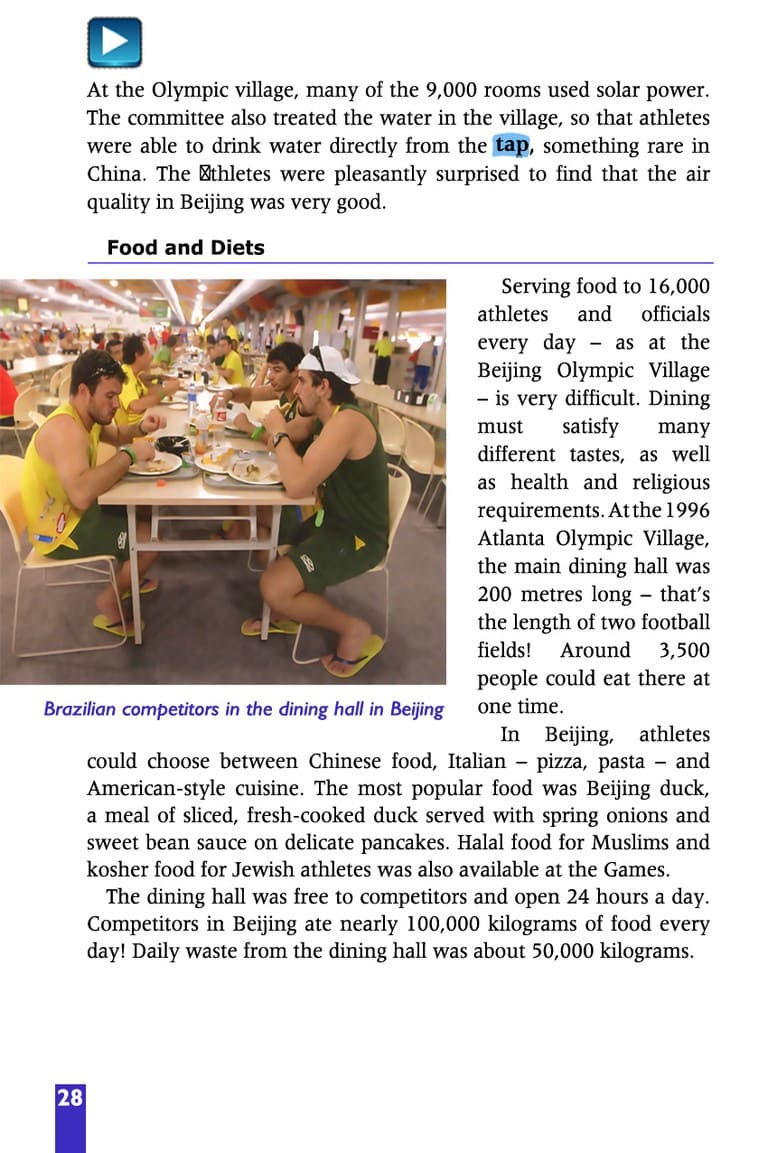 At the Olympic village, many of the 9,000 rooms used solar power.
The committee also treated the water in the village, so that athletes
were able to drink water directly from the tap, something rare in
China. The thletes were pleasantly surprised to find that the air
quality in Beijing was very good.
Food and Diets
Serving food to 16,000
athletes and officials
every day – as at the
Beijing Olympic Village
– is very difficult. Dining
must satisfy many
different tastes, as well
as health and religious
requirements. At the 1996
Atlanta Olympic Village,
the main dining hall was
200 metres long – that's
the length of two football
fields! Around 3,500
people could eat there at
one time.
Brazilian competitors in the dining hall in Beijing
In Beijing, athletes
could choose between Chinese food, Italian – pizza, pasta – and
American-style cuisine. The most popular food was Beijing duck,
a meal of sliced, fresh-cooked duck served with spring onions and
sweet bean sauce on delicate pancakes. Halal food for Muslims and
kosher food for Jewish athletes was also available at the Games.
The dining hall was free to competitors and open 24 hours a day.
Competitors in Beijing ate nearly 100,000 kilograms of food every
day! Daily waste from the dining hall was about 50,000 kilograms.
28